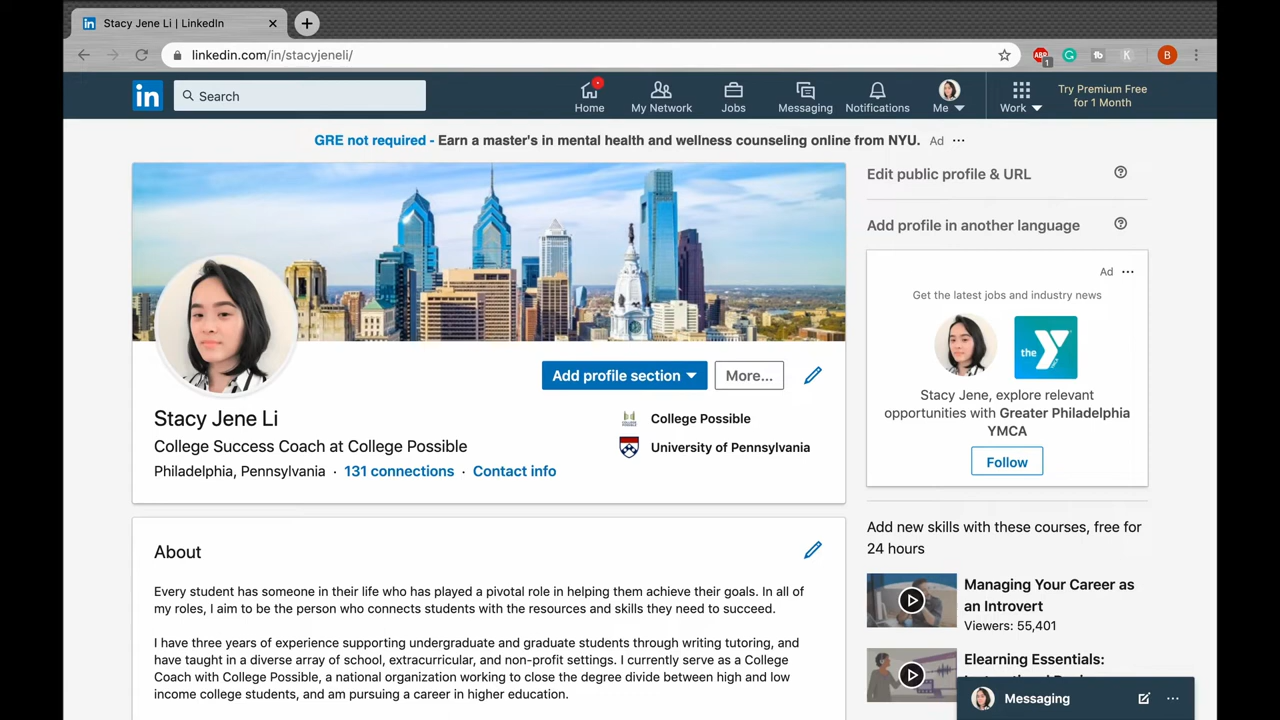 Stacy Jene Li | LinkedIn
linkedin.com/in/stacyjeneli/
ABP
1
B
in
Search
Home
My Network
Jobs
Messaging
Notifications
Me
Work
Try Premium Free
for 1 Month
GRE not required - Earn a master's in mental health and wellness counseling online from NYU. Ad ···
Edit public profile & URL
Add profile in another language
Add profile section
More...
Stacy Jene Li
College Success Coach at College Possible
Philadelphia, Pennsylvania · 131 connections · Contact info
College Possible
University of Pennsylvania
Ad ···
Get the latest jobs and industry news
the Y
Stacy Jene, explore relevant
opportunities with Greater Philadelphia
YMCA
Follow
About
Every student has someone in their life who has played a pivotal role in helping them achieve their goals. In all of
my roles, I aim to be the person who connects students with the resources and skills they need to succeed.
I have three years of experience supporting undergraduate and graduate students through writing tutoring, and
have taught in a diverse array of school, extracurricular, and non-profit settings. I currently serve as a College
Coach with College Possible, a national organization working to close the degree divide between high and low
income college students, and am pursuing a career in higher education.
Add new skills with these courses, free for
24 hours
Managing Your Career as
an Introvert
Viewers: 55,401
Elearning Essentials:
Messaging